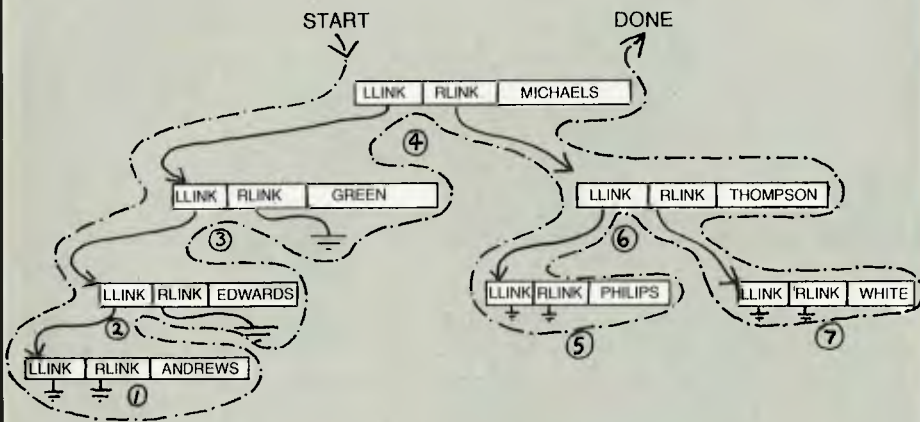 START DONE
LLINK RLINK MICHAELS
④
LLINK RLINK GREEN
LLINK RLINK THOMPSON
③ ⑥
LLINK RLINK EDWARDS
LLINK RLINK PHILIPS
'RLINK WHITE
LLINK
②
⑤ ⑦
LLINK RLINK ANDREWS
①